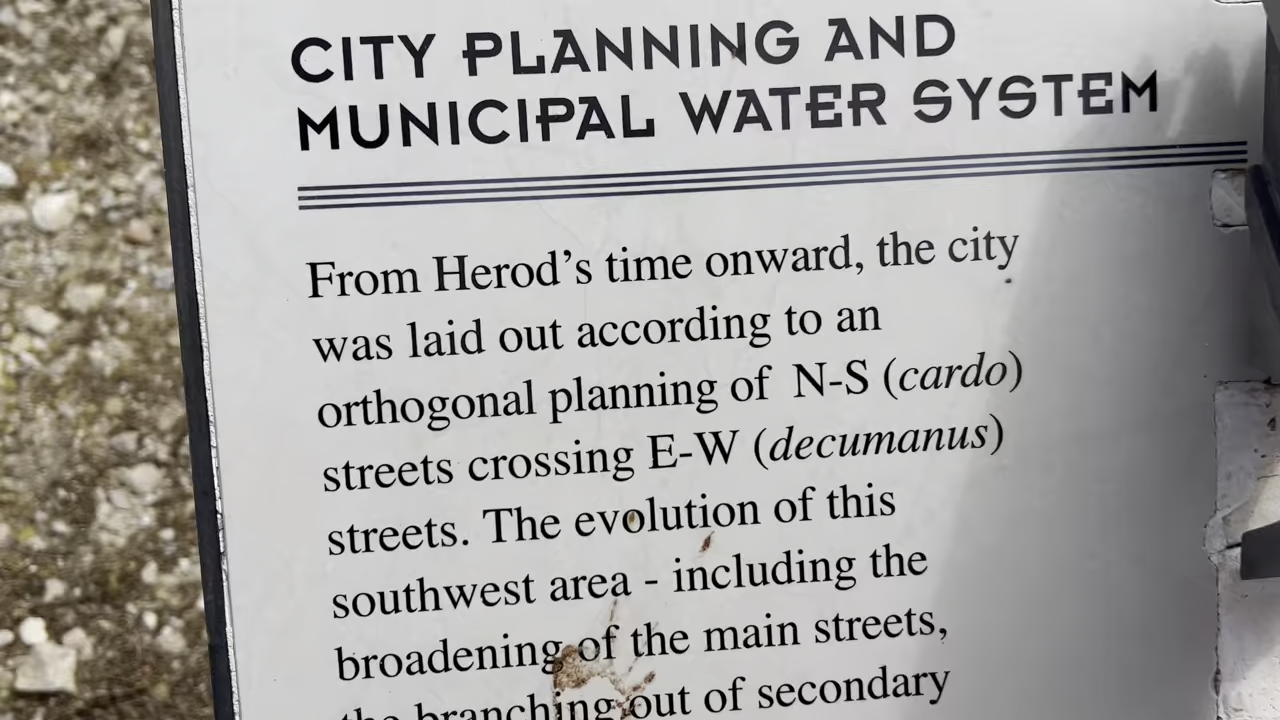 CITY PLANNING AND
MUNICIPAL WATER SYSTEM
From Herod's time onward, the city
was laid out according to an
orthogonal planning of N-S (cardo)
streets crossing E-W (decumanus)
streets. The evolution of this
southwest area - including the
broadening of the main streets,
the branching out of secondary